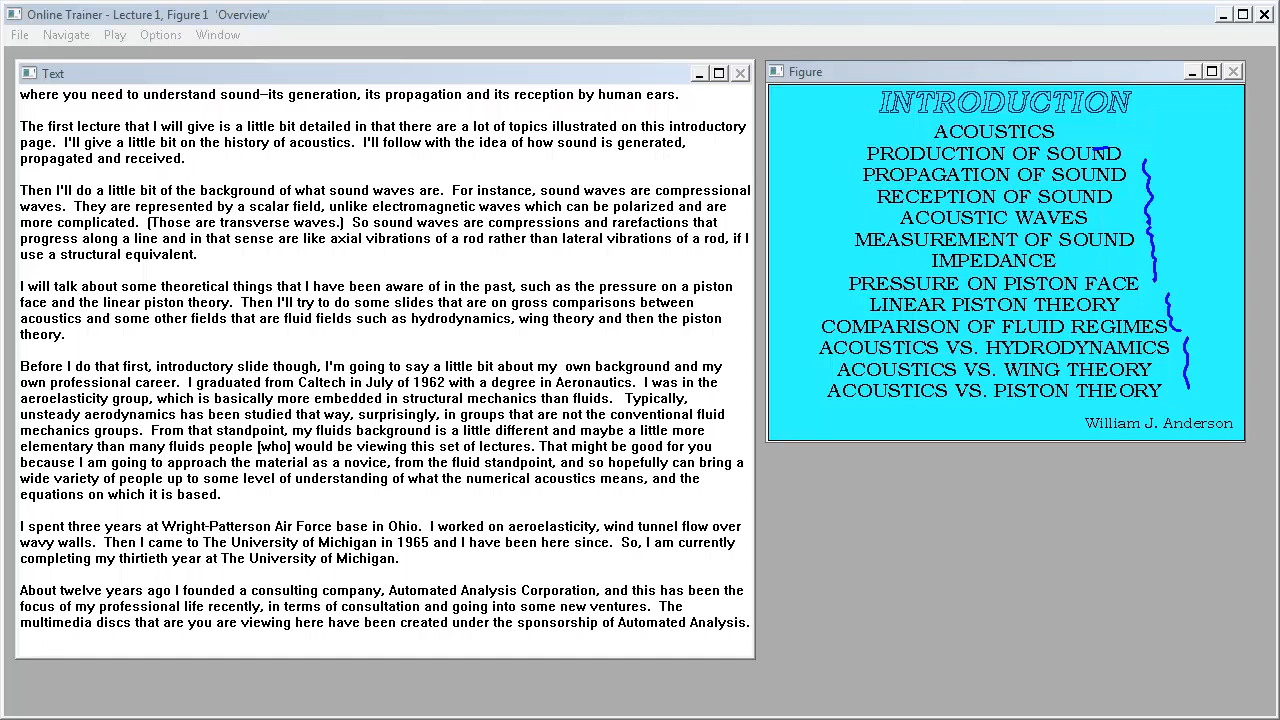 Online Trainer - Lecture 1, Figure 1 'Overview'
File Navigate Play Options Window
Text
where you need to understand sound--its generation, its propagation and its reception by human ears.
The first lecture that I will give is a little bit detailed in that there are a lot of topics illustrated on this introductory
page. I'll give a little bit on the history of acoustics. I'll follow with the idea of how sound is generated,
propagated and received.
Then I'll do a little bit of the background of what sound waves are. For instance, sound waves are compressional
waves. They are represented by a scalar field, unlike electromagnetic waves which can be polarized and are
more complicated. (Those are transverse waves.) So sound waves are compressions and rarefactions that
progress along a line and in that sense are like axial vibrations of a rod rather than lateral vibrations of a rod, if I
use a structural equivalent.
I will talk about some theoretical things that I have been aware of in the past, such as the pressure on a piston
face and the linear piston theory. Then I'll try to do some slides that are on gross comparisons between
acoustics and some other fields that are fluid fields such as hydrodynamics, wing theory and then the piston
theory.
Before I do that first, introductory slide though, I'm going to say a little bit about my own background and my
own professional career. I graduated from Caltech in July of 1962 with a degree in Aeronautics. I was in the
aeroelasticity group, which is basically more embedded in structural mechanics than fluids. Typically,
unsteady aerodynamics has been studied that way, surprisingly, in groups that are not the conventional fluid
mechanics groups. From that standpoint, my fluids background is a little different and maybe a little more
elementary than many fluids people [who] would be viewing this set of lectures. That might be good for you
because I am going to approach the material as a novice, from the fluid standpoint, and so hopefully can bring a
wide variety of people up to some level of understanding of what the numerical acoustics means, and the
equations on which it is based.
I spent three years at Wright-Patterson Air Force base in Ohio. I worked on aeroelasticity, wind tunnel flow over
wavy walls. Then I came to The University of Michigan in 1965 and I have been here since. So, I am currently
completing my thirtieth year at The University of Michigan.
About twelve years ago I founded a consulting company, Automated Analysis Corporation, and this has been the
focus of my professional life recently, in terms of consultation and going into some new ventures. The
multimedia discs that are you are viewing here have been created under the sponsorship of Automated Analysis.
Figure
INTRODUCTION
ACOUSTICS
PRODUCTION OF SOUND
PROPAGATION OF SOUND
RECEPTION OF SOUND
ACOUSTIC WAVES
MEASUREMENT OF SOUND
IMPEDANCE
PRESSURE ON PISTON FACE
LINEAR PISTON THEORY
COMPARISON OF FLUID REGIMES
ACOUSTICS VS. HYDRODYNAMICS
ACOUSTICS VS. WING THEORY
ACOUSTICS VS. PISTON THEORY
William J. Anderson